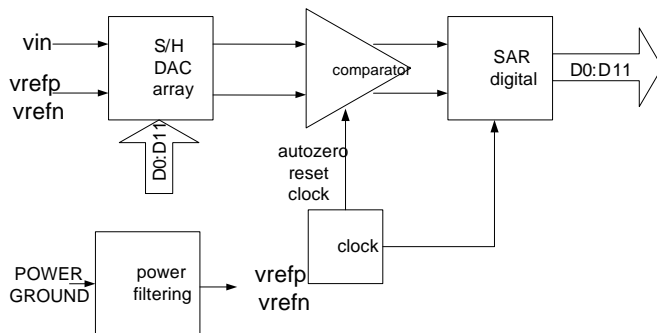 vin
vrefp
vrefn
S/H
DAC
array
D0:D11
comparator
SAR
digital
D0:D11
autozero
reset
clock
clock
POWER
GROUND
power
filtering
vrefp
vrefn